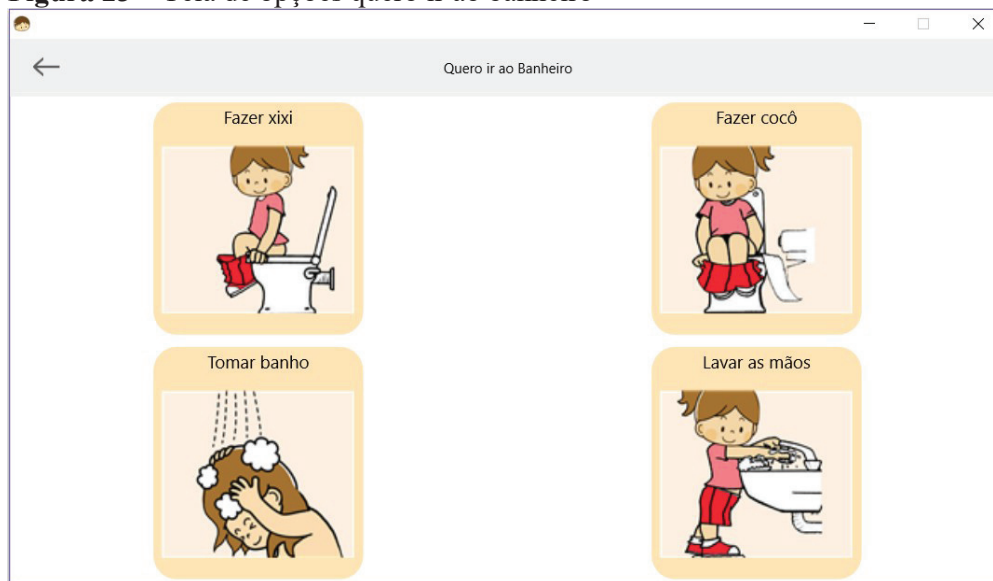 Quero ir ao Banheiro
Fazer xixi
Fazer cocô
Tomar banho
Lavar as mãos